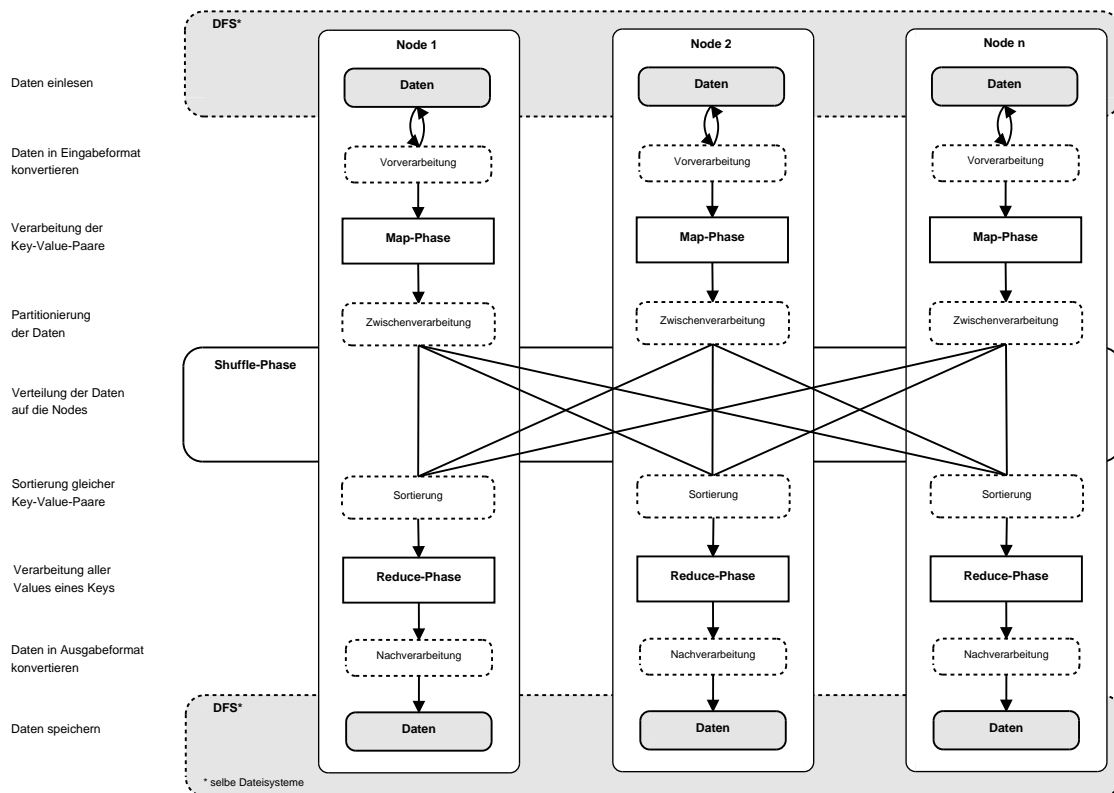 DFS*
Node 1
Node 2
Node n
Daten einlesen
Daten
Daten
Daten
Daten in Eingabeformat
konvertieren
Vorverarbeitung
Vorverarbeitung
Vorverarbeitung
Verarbeitung der
Key-Value-Paare
Map-Phase
Map-Phase
Map-Phase
Partitionierung
der Daten
Zwischenverarbeitung
Zwischenverarbeitung
Zwischenverarbeitung
Shuffle-Phase
Verteilung der Daten
auf die Nodes
Sortierung gleicher
Key-Value-Paare
Sortierung
Sortierung
Sortierung
Verarbeitung aller
Values eines Keys
Reduce-Phase
Reduce-Phase
Reduce-Phase
Daten in Ausgabeformat
konvertieren
Nachverarbeitung
Nachverarbeitung
Nachverarbeitung
DFS*
Daten speichern
Daten
Daten
Daten
* selbe Dateisysteme